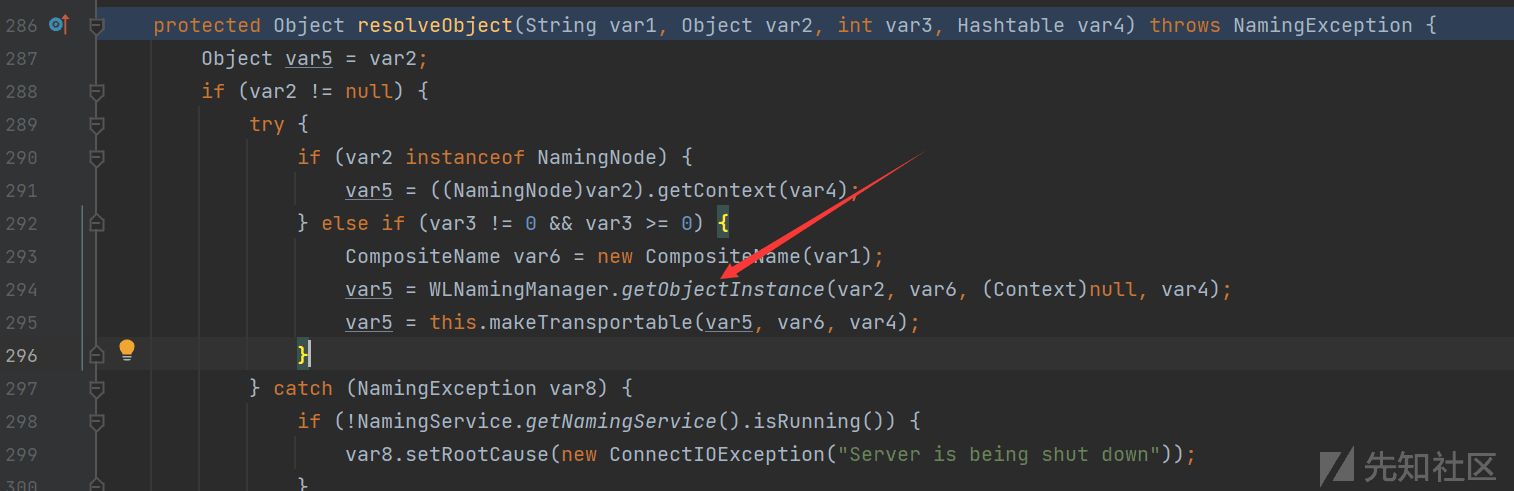 286 protected Object resolveObject(String var1, Object var2, int var3, Hashtable var4) throws NamingException {
287 Object var5 = var2;
288 if (var2 != null) {
289 try {
290 if (var2 instanceof NamingNode) {
291 var5 = ((NamingNode)var2).getContext(var4);
292 } else if (var3 != 0 && var3 >= 0) {
293 CompositeName var6 = new CompositeName(var1);
294 var5 = WLNamingManager.getObjectInstance(var2, var6, (Context)null, var4);
295 var5 = this.makeTransportable(var5, var6, var4);
296 }
297 } catch (NamingException var8) {
298 if (!NamingService.getNamingService().isRunning()) {
299 var8.setRootCause(new ConnectIOException("Server is being shut down"));
300 }
先知社区